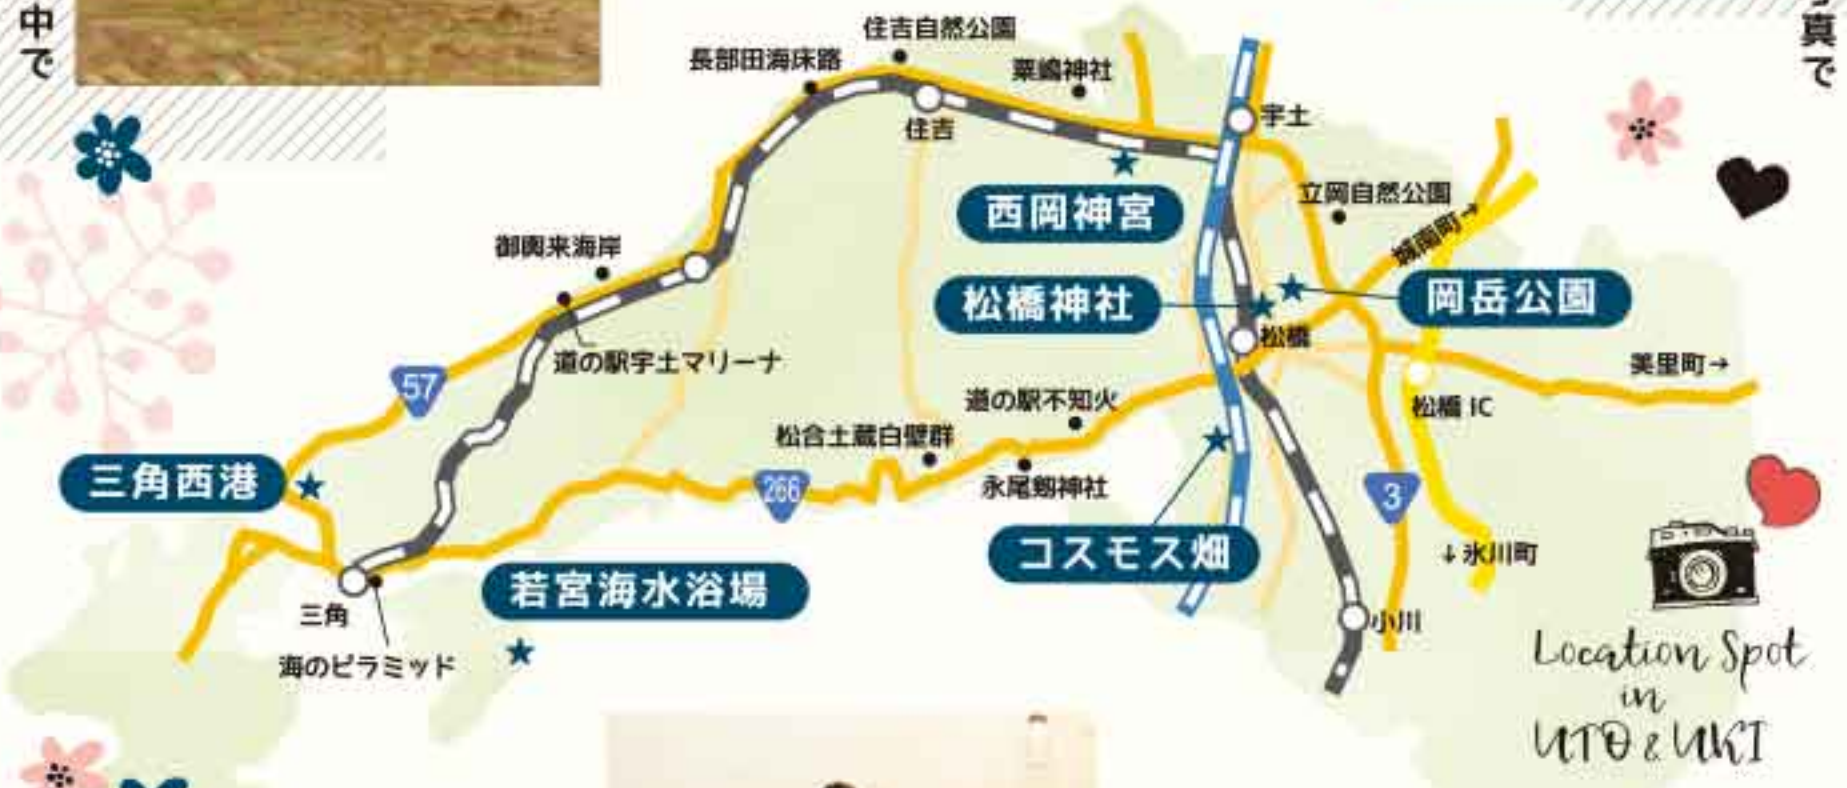 中で
真で
住吉自然公園
長部田海床路
粟嶋神社
住吉
宇土
西岡神宮
立岡自然公園
城南町→
御輿来海岸
松橋神社
岡岳公園
松橋
道の駅宇土マリーナ
57
美里町→
道の駅不知火
松橋 IC
松合土蔵白壁群
三角西港
266
永尾剱神社
3
コスモス畑
↓氷川町
若宮海水浴場
三角
小川
海のピラミッド
Location Spot
in
UTO & UKI